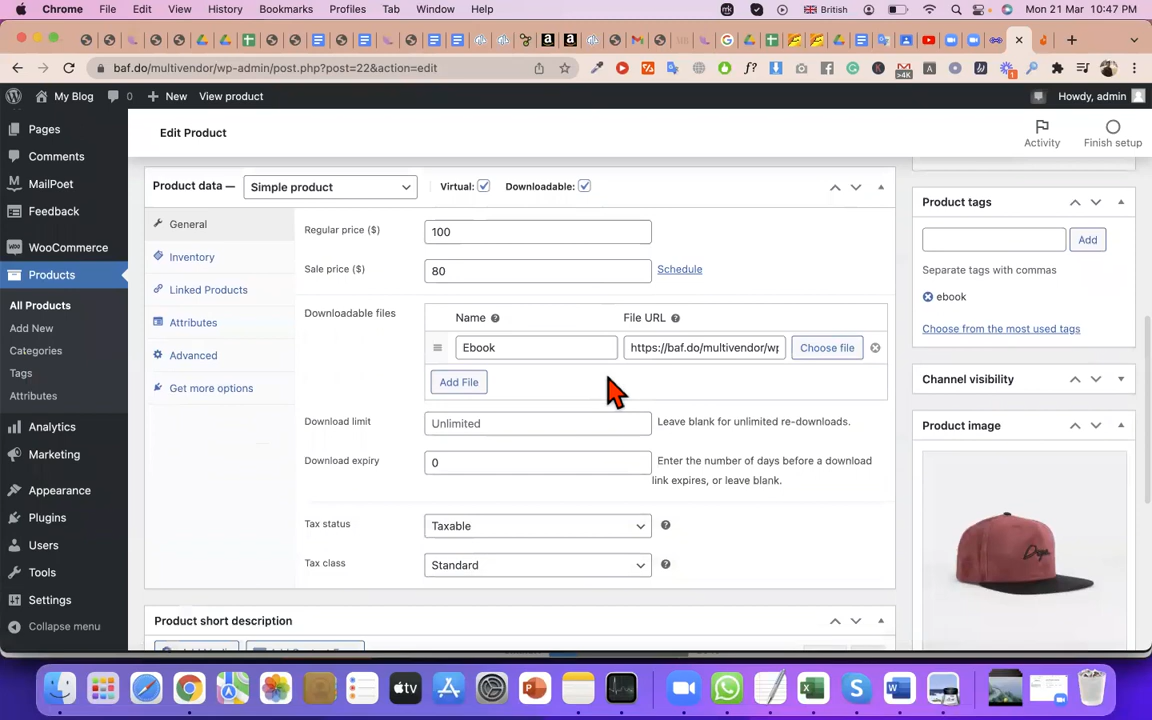 Chrome File Edit View History Bookmarks Profiles Tab Window Help British Mon 21 Mar 10:47 PM
baf.do/multivendor/wp-admin/post.php?post=22&action=edit
My Blog 0 New View product Howdy, admin
Edit Product
Activity
Finish setup
Pages
Comments
MailPoet
Feedback
WooCommerce
Products
All Products
Add New
Categories
Tags
Attributes
Analytics
Marketing
Appearance
Plugins
Users
Tools
Settings
Collapse menu
Product data — Simple product Virtual: Downloadable:
General
Inventory
Linked Products
Attributes
Advanced
Get more options
Regular price ($) 100
Sale price ($) 80 Schedule
Downloadable files
Name File URL
Ebook https://baf.do/multivendor/wp Choose file
Add File
Download limit Unlimited Leave blank for unlimited re-downloads.
Download expiry 0 Enter the number of days before a download
link expires, or leave blank.
Tax status Taxable
Tax class Standard
Product short description
Product tags
Add
Separate tags with commas
ebook
Choose from the most used tags
Channel visibility
Product image
Dope.
tv